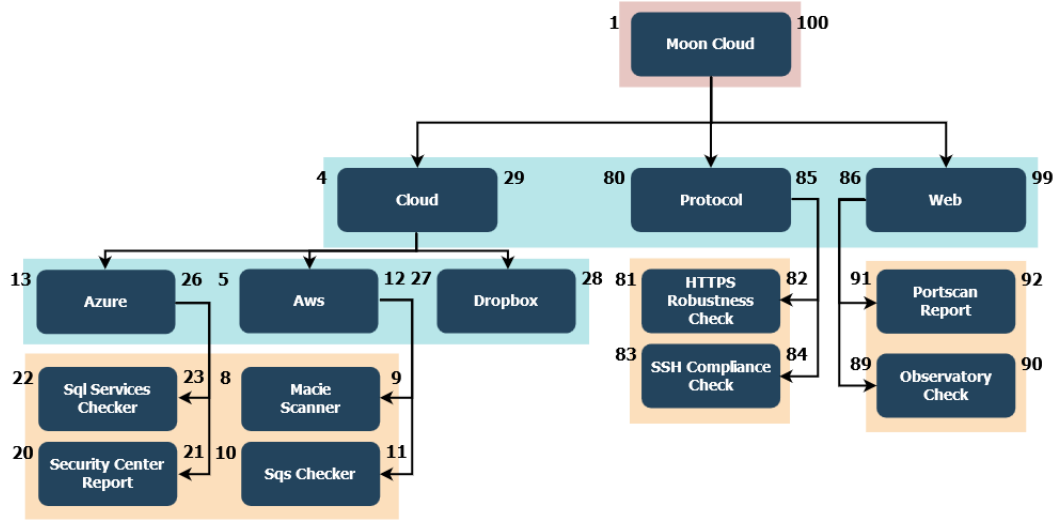 1 Moon Cloud 100
4 Cloud 29
80 Protocol 85
86 Web 99
13 Azure 26
5 Aws 12
27 Dropbox 28
81 HTTPS 82
Robustness
Check
91 Portscan 92
Report
22 Sql Services 23
Checker
8 Macie 9
Scanner
83 SSH Compliance 84
Check
89 Observatory 90
Check
20 Security Center 21
Report
10 Sqs Checker 11